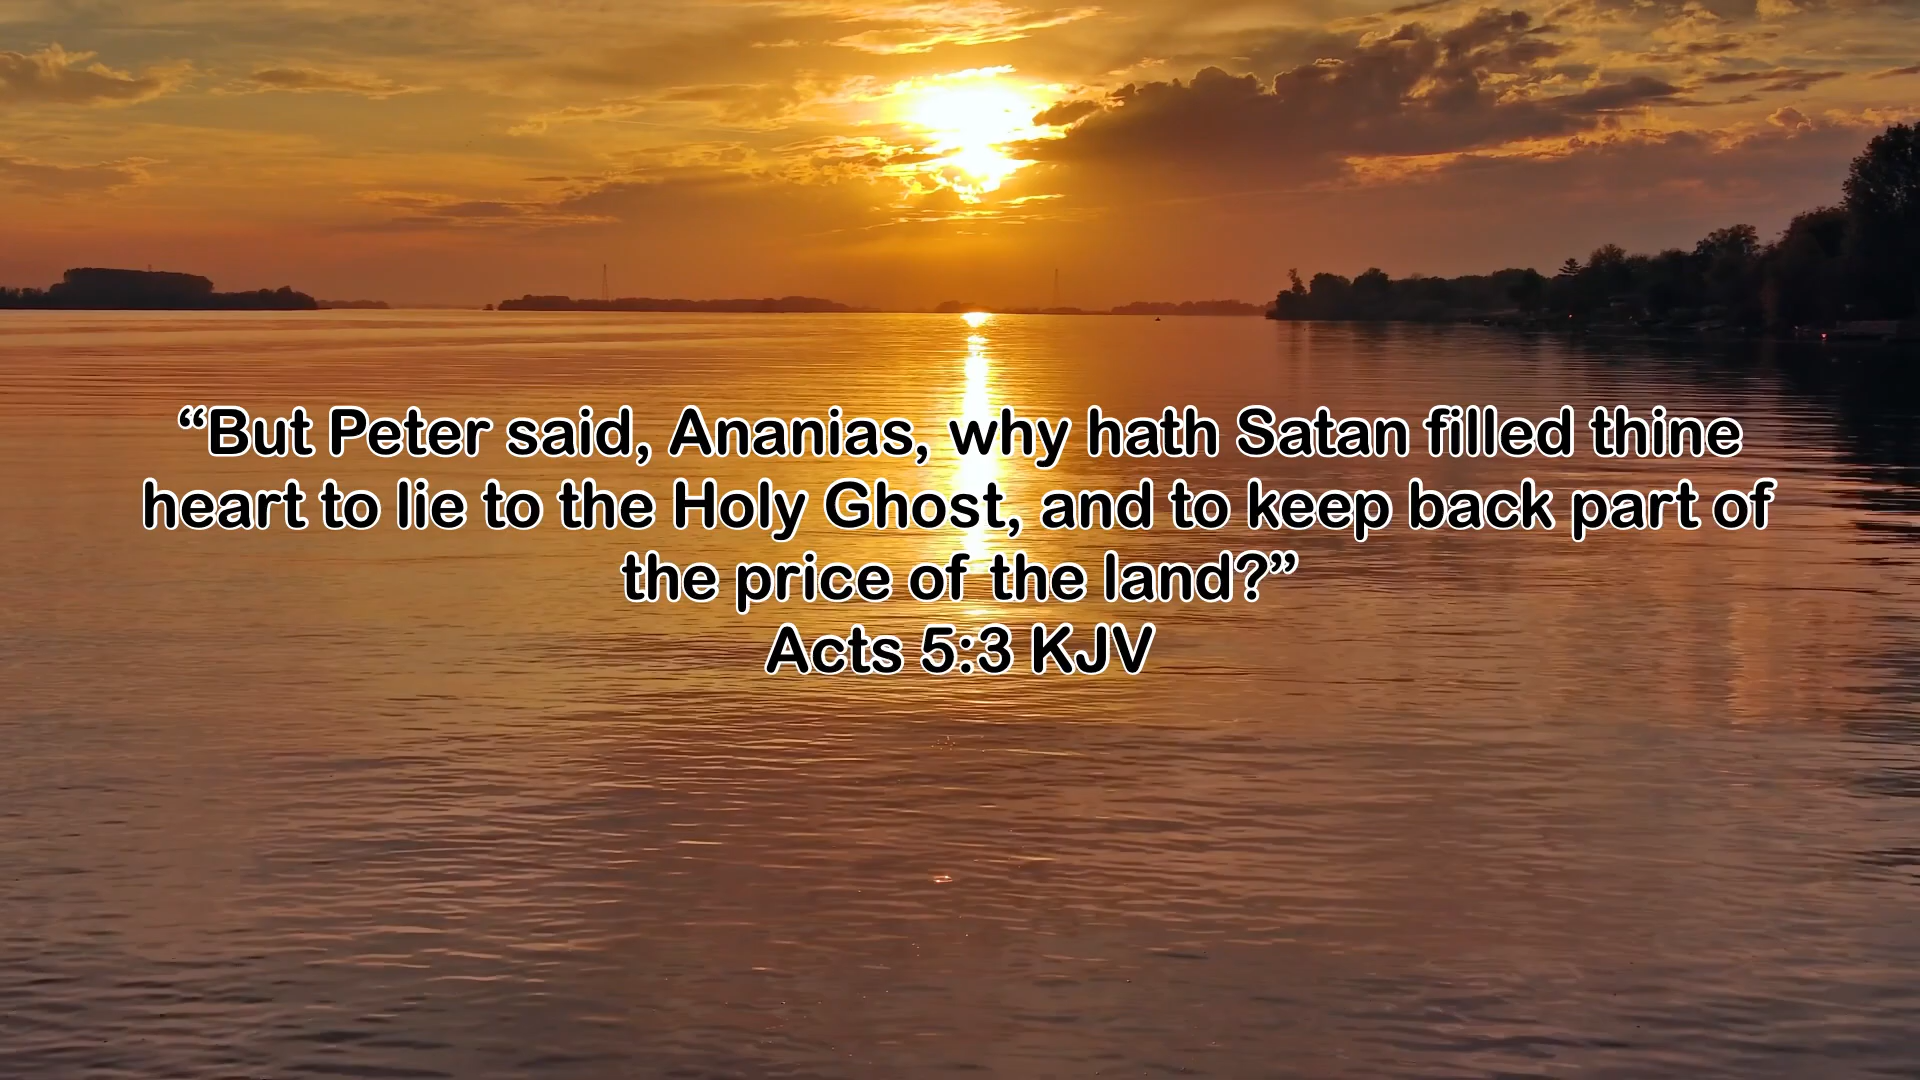 “But Peter said, Ananias, why hath Satan filled thine
heart to lie to the Holy Ghost, and to keep back part of
the price of the land?”
Acts 5:3 KJV